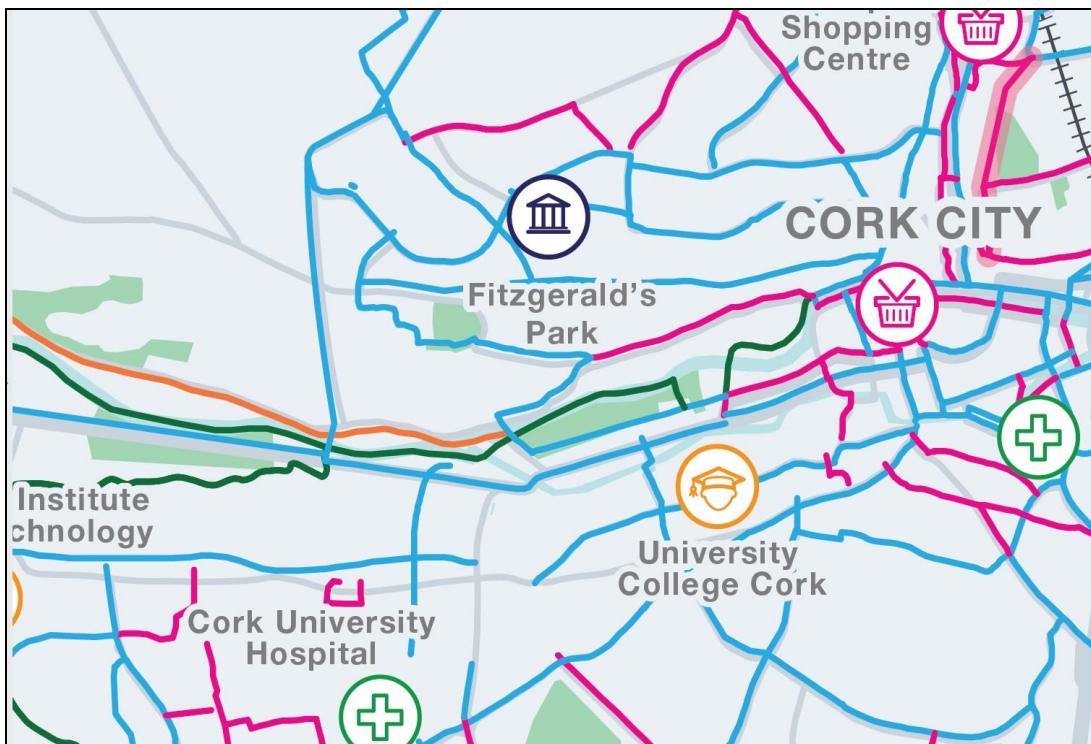 Shopping
Centre
CORK CITY
Fitzgerald's
Park
Institute
chnology
University
College Cork
Cork University
Hospital